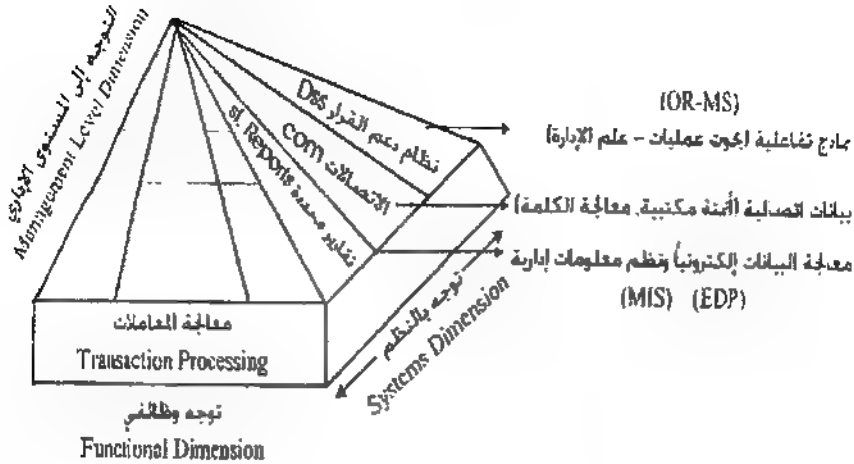 التوجه إلى المستوى الإداري
Management Level Dimension
نظام دعم القرار Dss
الاتصالات com
تقارير محددة st. Reports
(OR-MS)
نماذج تفاعلية (بحوث عمليات - علم الإدارة)
بيانات اتصالية (أتمتة مكتبية، معالجة الكلمة)
معالجة البيانات إلكترونياً ونظم معلومات إدارية
(MIS) (EDP)
معالجة المعاملات
Transaction Processing
توجه بالنظم
Systems Dimension
توجه وظائفي
Functional Dimension